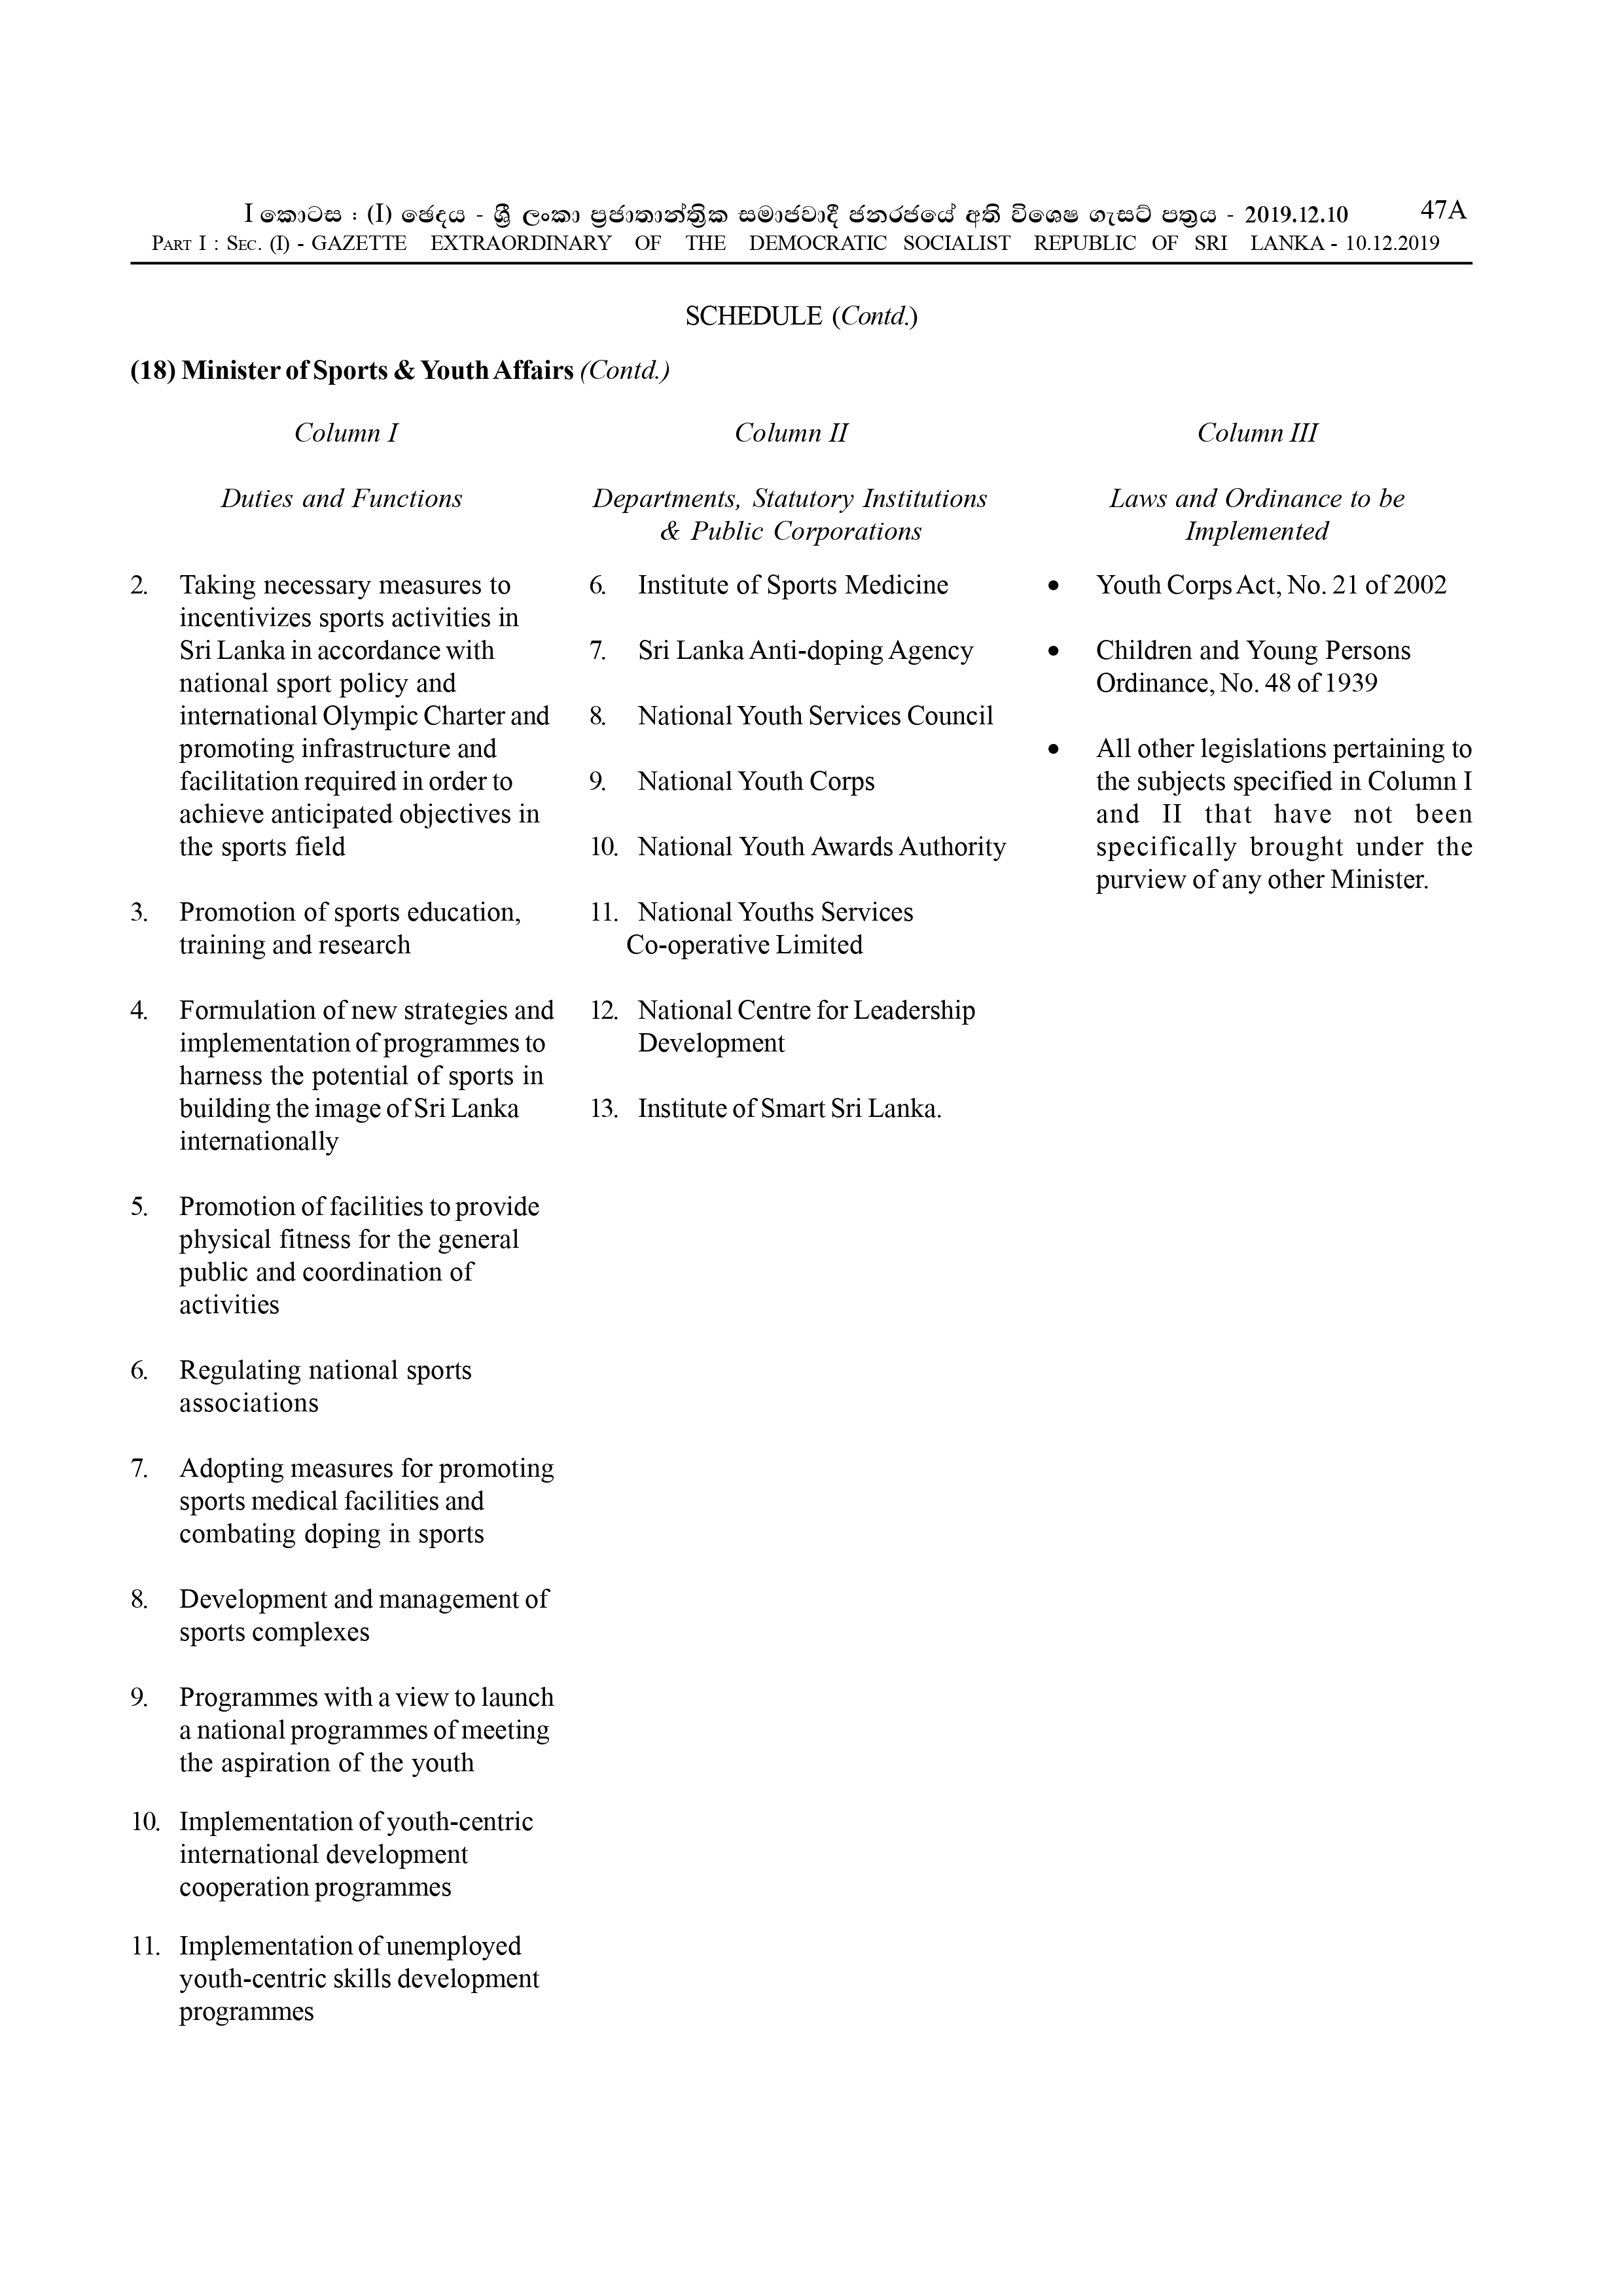 I කොටස : (I) ඡෙදය - ශ්‍රී ලංකා ප්‍රජාතාන්ත්‍රික සමාජවාදී ජනරජයේ අති විශෙෂ ගැසට් පත්‍රය - 2019.12.10 47A
PART I : SEC. (I) - GAZETTE EXTRAORDINARY OF THE DEMOCRATIC SOCIALIST REPUBLIC OF SRI LANKA - 10.12.2019
SCHEDULE (Contd.)
(18) Minister of Sports & Youth Affairs (Contd.)
Column I
Duties and Functions
2. Taking necessary measures to
incentivizes sports activities in
Sri Lanka in accordance with
national sport policy and
international Olympic Charter and
promoting infrastructure and
facilitation required in order to
achieve anticipated objectives in
the sports field
3. Promotion of sports education,
training and research
4. Formulation of new strategies and
implementation of programmes to
harness the potential of sports in
building the image of Sri Lanka
internationally
5. Promotion of facilities to provide
physical fitness for the general
public and coordination of
activities
6. Regulating national sports
associations
7. Adopting measures for promoting
sports medical facilities and
combating doping in sports
8. Development and management of
sports complexes
9. Programmes with a view to launch
a national programmes of meeting
the aspiration of the youth
10. Implementation of youth-centric
international development
cooperation programmes
11. Implementation of unemployed
youth-centric skills development
programmes
Column II
Departments, Statutory Institutions
& Public Corporations
6. Institute of Sports Medicine
7. Sri Lanka Anti-doping Agency
8. National Youth Services Council
9. National Youth Corps
10. National Youth Awards Authority
11. National Youths Services
Co-operative Limited
12. National Centre for Leadership
Development
13. Institute of Smart Sri Lanka.
Column III
Laws and Ordinance to be
Implemented
• Youth Corps Act, No. 21 of 2002
• Children and Young Persons
Ordinance, No. 48 of 1939
• All other legislations pertaining to
the subjects specified in Column I
and II that have not been
specifically brought under the
purview of any other Minister.